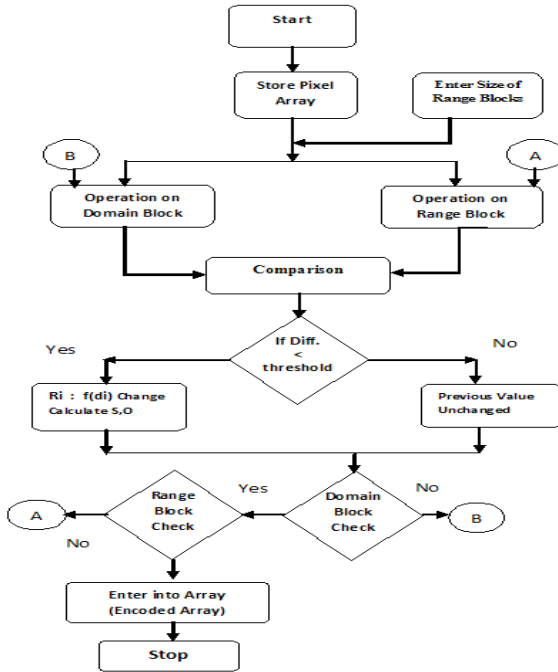 Start
Store Pixel
Array
Enter Size of
Range Blocks
B
A
Operation on
Domain Block
Operation on
Range Block
Comparison
If Diff.
<
threshold
Yes
No
Ri : f(di) Change
Calculate S,O
Previous Value
Unchanged
Range
Block
Check
Yes
Domain
Block
Check
No
A
B
No
Enter into Array
(Encoded Array)
Stop